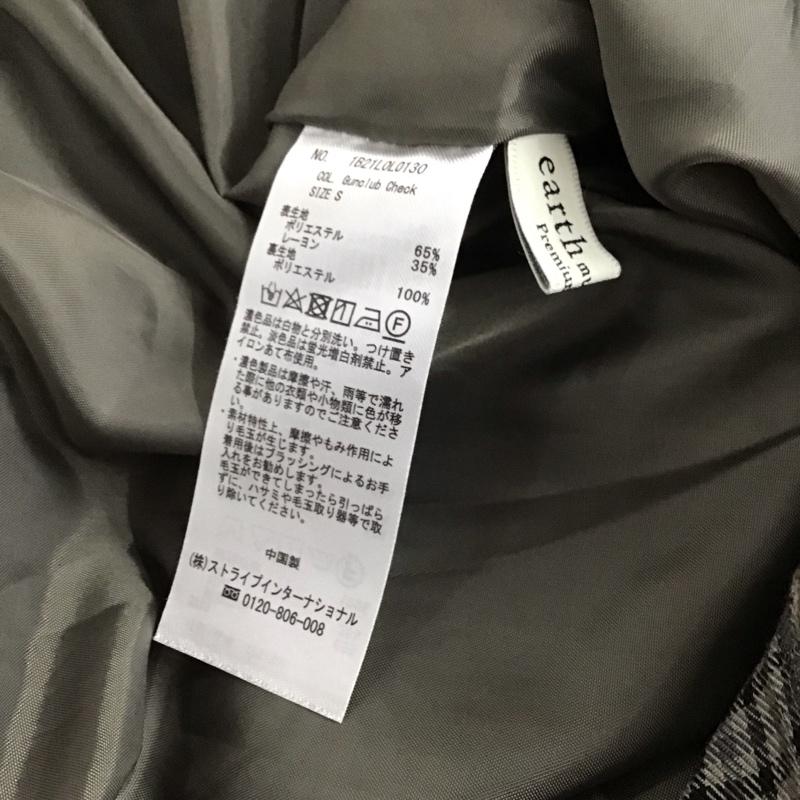 NO. 1B21L0L0130
COL. Gunclub Check
SIZE S
表生地
ポリエステル 65%
レーヨン 35%
裏生地
ポリエステル 100%
F
濃色品は白物と分別洗い。つけ置き
禁止。淡色品は蛍光増白剤禁止。ア
イロンあて布使用。
・濃色製品は摩擦や汗、雨等で濡れ
た際に他の衣類や小物類に色が移
る事がありますのでご注意くださ
い。
・素材特性上、摩擦やもみ作用によ
り毛玉が生じます。
着用後はブラッシングによるお手
入れをお勧めします。
毛玉ができてしまったら引っぱら
ずに、ハサミや毛玉取り器等で取
り除いてください。
中国製
(株)ストライプインターナショナル
0120-806-008
earth my
Premium